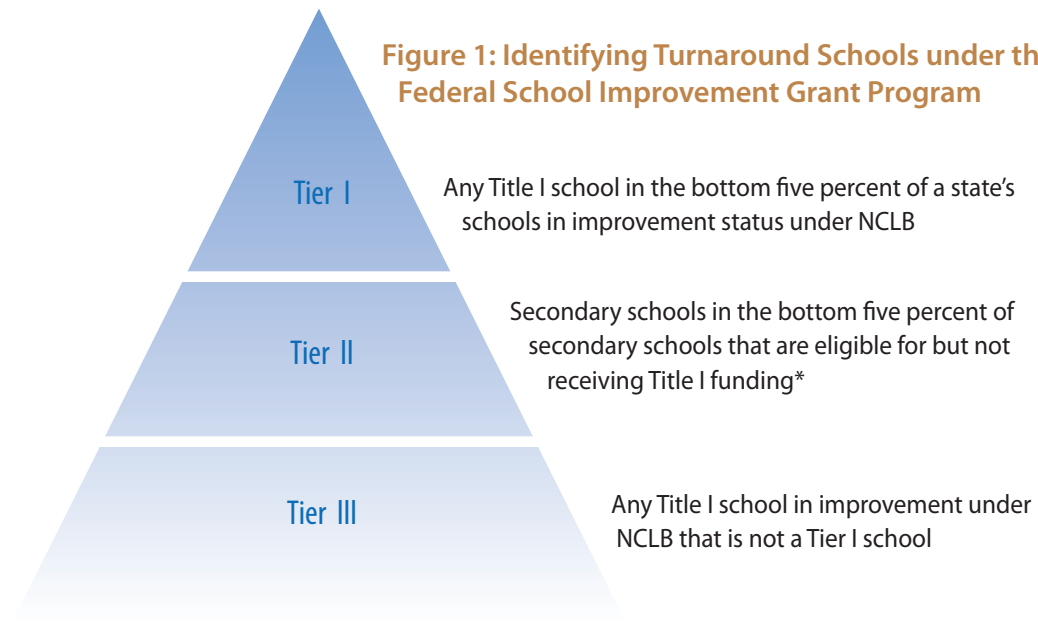 Figure 1: Identifying Turnaround Schools under th
Federal School Improvement Grant Program
Tier I
Any Title I school in the bottom five percent of a state's
schools in improvement status under NCLB
Tier II
Secondary schools in the bottom five percent of
secondary schools that are eligible for but not
receiving Title I funding*
Tier III
Any Title I school in improvement under
NCLB that is not a Tier I school